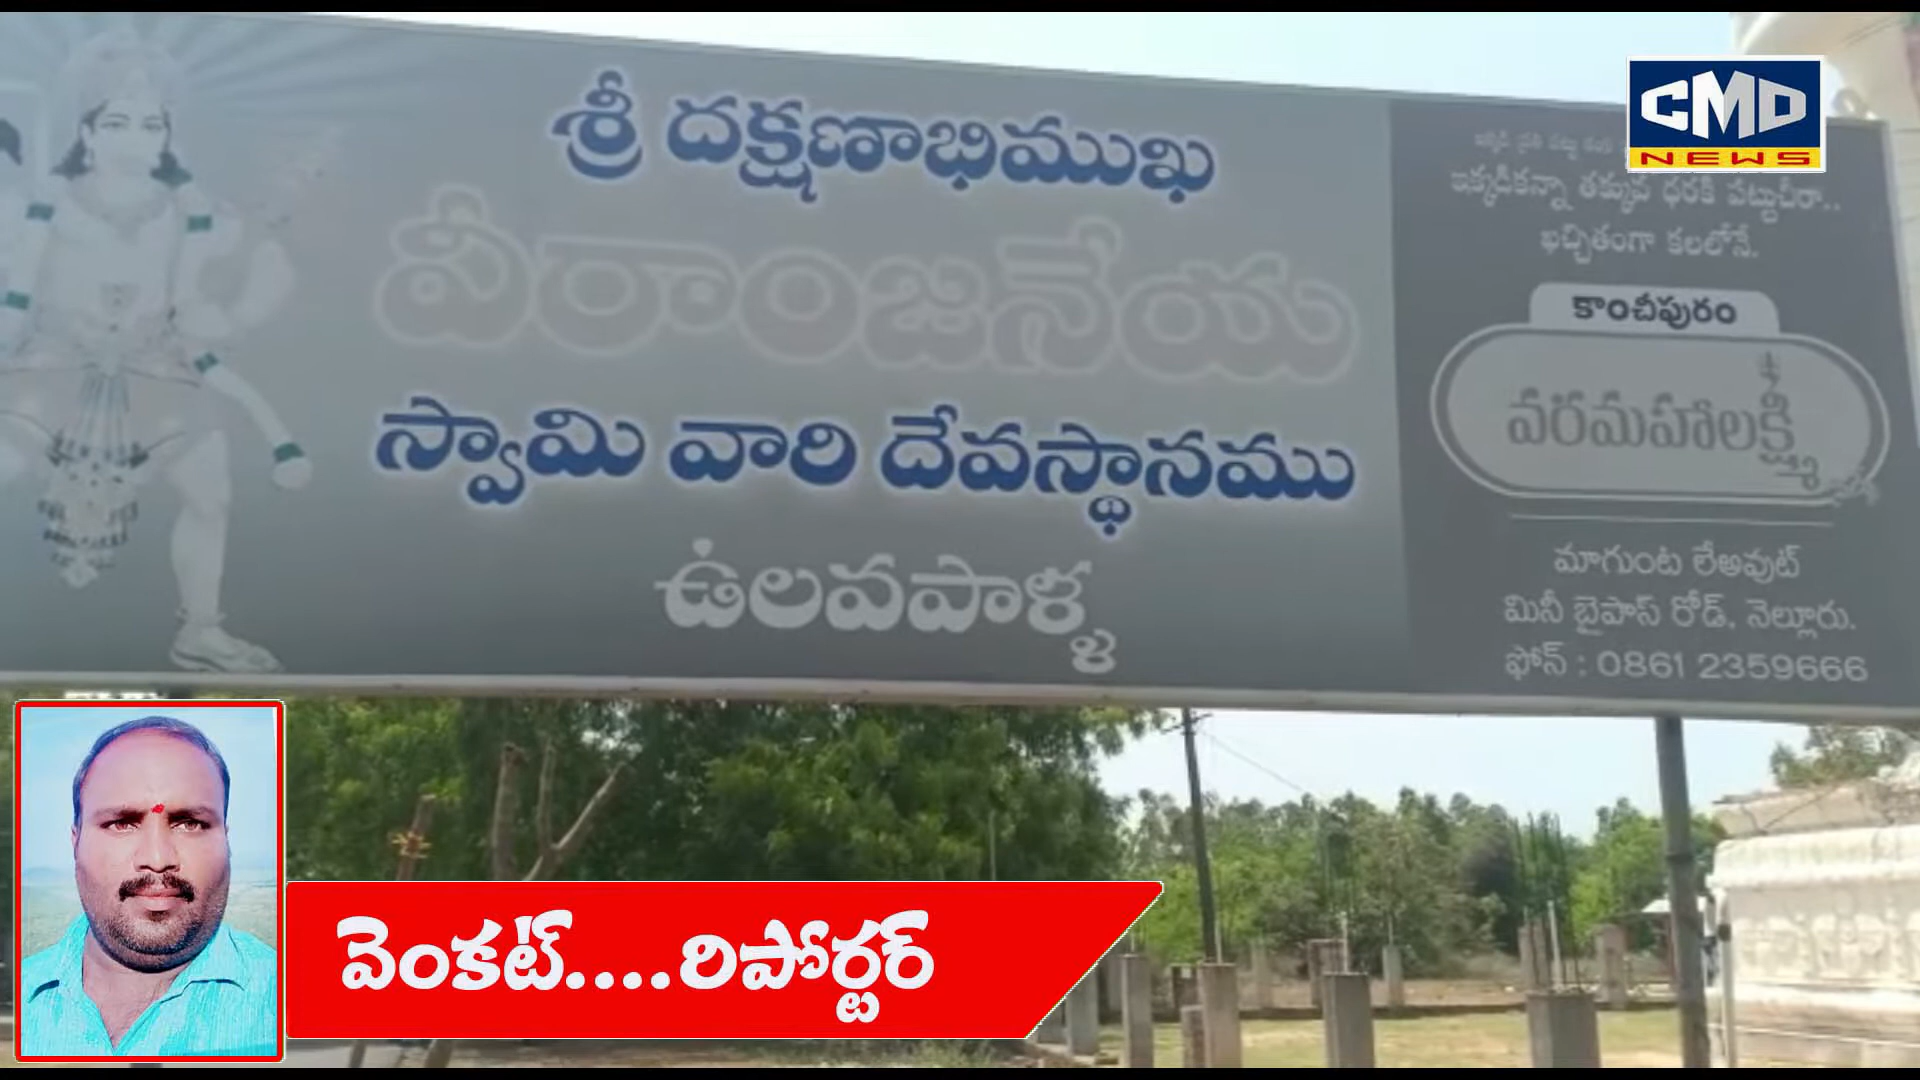 శ్రీ దక్షణాభిముఖ
వీరాంజనేయ
స్వామి వారి దేవస్థానము
ఉలవపాళ్ళ
CMD
NEWS
ఇక్కడికన్నా తక్కువ ధరకి పట్టుచీరా..
ఖచ్చితంగా కలలోనే.
కాంచీపురం
వరమహాలక్ష్మి
మాగుంట లేఅవుట్
మినీ బైపాస్ రోడ్, నెల్లూరు.
ఫోన్ : 0861 2359666
వెంకట్....రిపోర్టర్